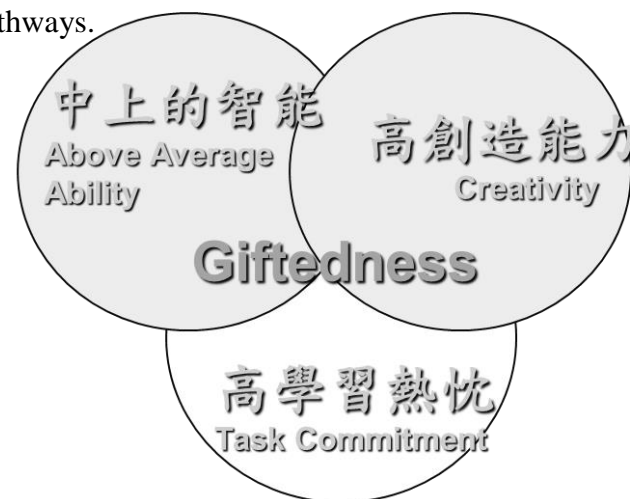 thways.
中上的智能
Above Average
Ability
高創造能力
Creativity
Giftedness
高學習熱忱
Task Commitment